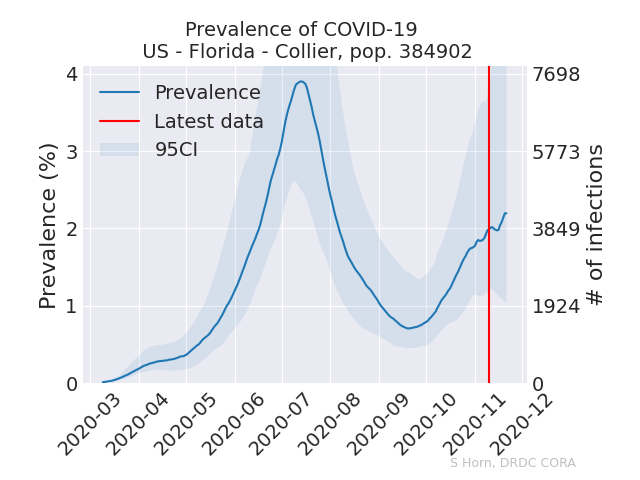 Prevalence of COVID-19
US - Florida - Collier, pop. 384902
Prevalence
Latest data
95CI
Prevalence (%)
4
3
2
1
0
7698
5773
3849
1924
0
# of infections
2020-03
2020-04
2020-05
2020-06
2020-07
2020-08
2020-09
2020-10
2020-11
2020-12
S Horn, DRDC CORA